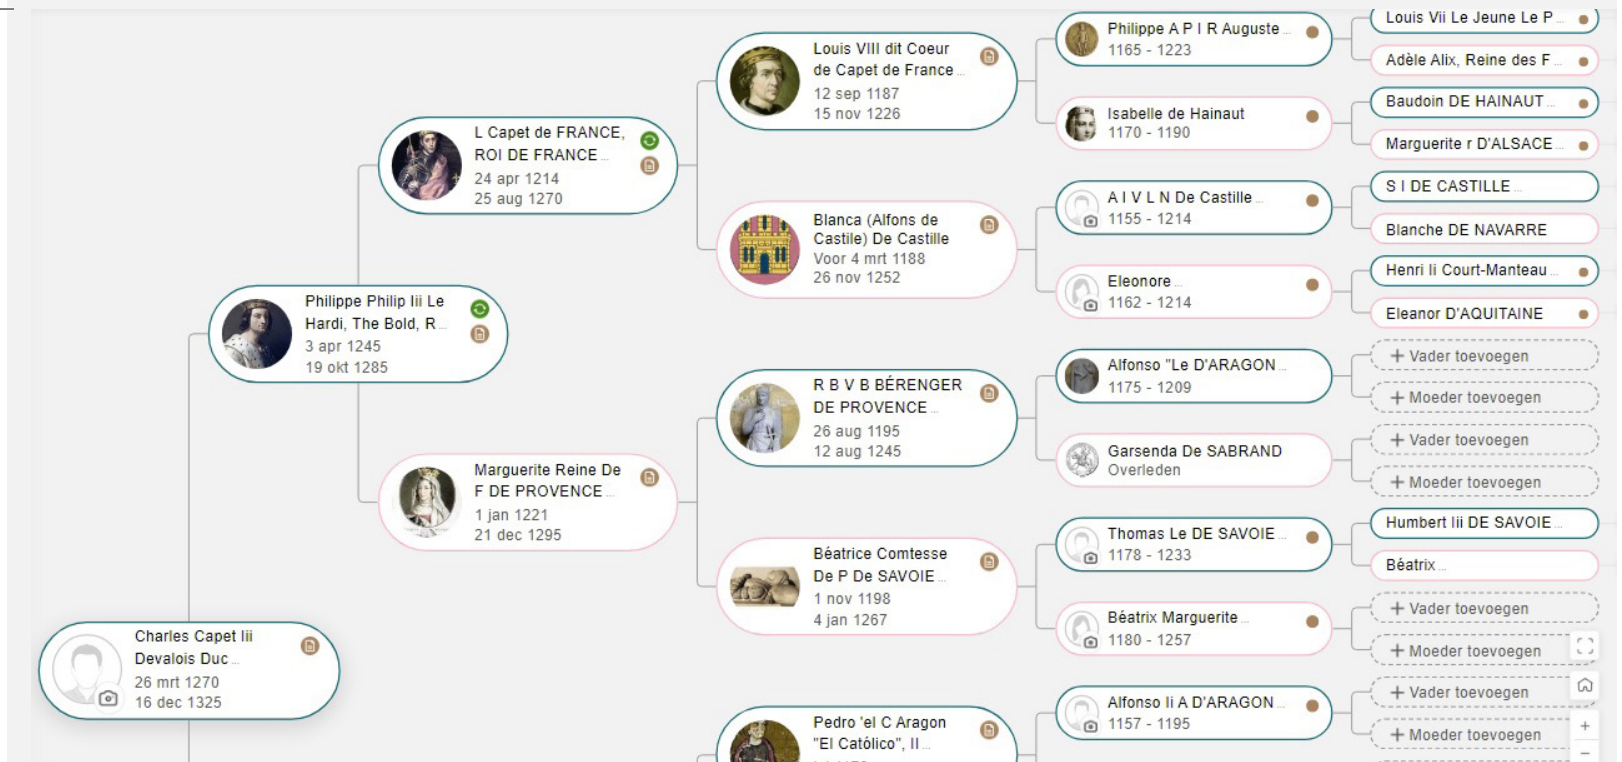 Charles Capet Iii
Devalois Duc...
26 mrt 1270
16 dec 1325
Philippe Philip Iii Le
Hardi, The Bold, R...
3 apr 1245
19 okt 1285
L Capet de FRANCE,
ROI DE FRANCE...
24 apr 1214
25 aug 1270
Marguerite Reine De
F DE PROVENCE...
1 jan 1221
21 dec 1295
Louis VIII dit Coeur
de Capet de France...
12 sep 1187
15 nov 1226
Blanca (Alfons de
Castile) De Castille
Voor 4 mrt 1188
26 nov 1252
R B V B BÉRENGER
DE PROVENCE...
26 aug 1195
12 aug 1245
Béatrice Comtesse
De P De SAVOIE...
1 nov 1198
4 jan 1267
Pedro 'el C Aragon
"El Católico", II...
Philippe A P I R Auguste...
1165 - 1223
Isabelle de Hainaut
1170 - 1190
A I V L N De Castille...
1155 - 1214
Eleonore...
1162 - 1214
Alfonso "Le D'ARAGON...
1175 - 1209
Garsenda De SABRAND
Overleden
Thomas Le DE SAVOIE...
1178 - 1233
Béatrix Marguerite...
1180 - 1257
Alfonso Ii A D'ARAGON...
1157 - 1195
Louis Vii Le Jeune Le P...
Adèle Alix, Reine des F...
Baudoin DE HAINAUT...
Marguerite r D'ALSACE...
S I DE CASTILLE...
Blanche DE NAVARRE
Henri Ii Court-Manteau...
Eleanor D'AQUITAINE
+ Vader toevoegen
+ Moeder toevoegen
+ Vader toevoegen
+ Moeder toevoegen
Humbert Iii DE SAVOIE...
Béatrix...
+ Vader toevoegen
+ Moeder toevoegen
+ Vader toevoegen
+ Moeder toevoegen